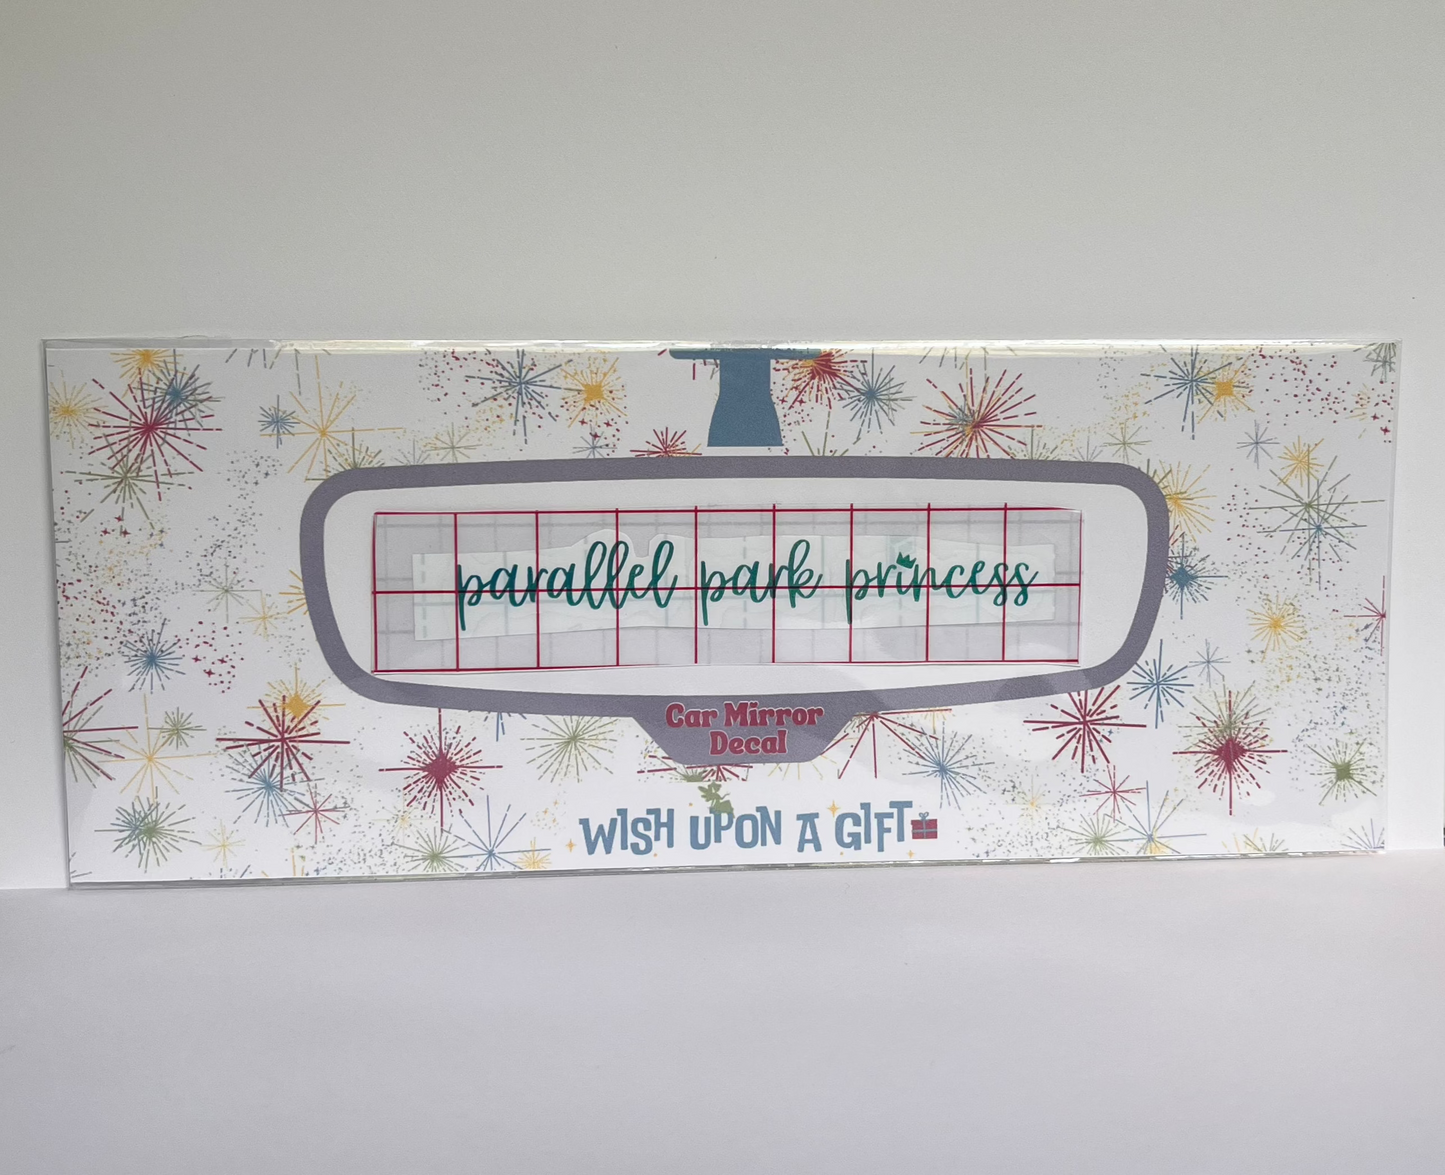 parallel park princess
Car Mirror
Decal
WISH UPON A GIFT